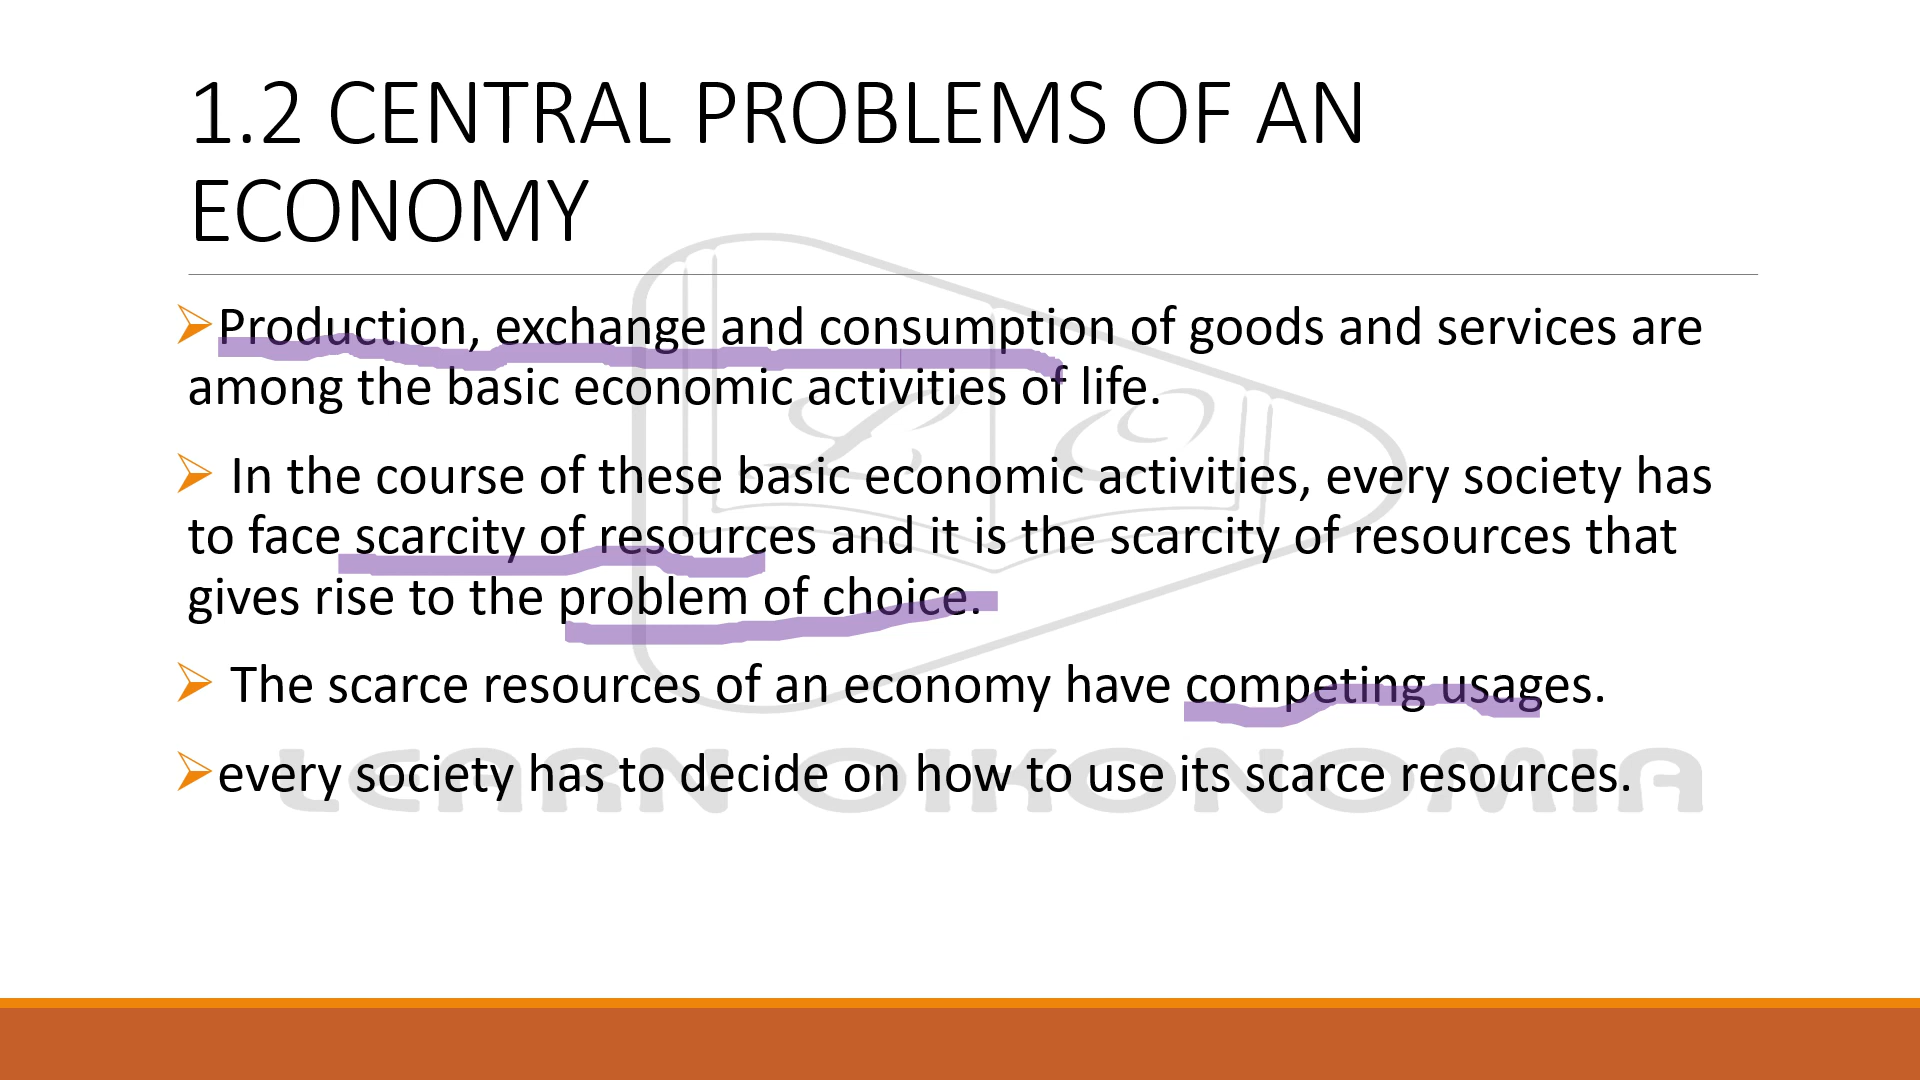 1.2 CENTRAL PROBLEMS OF AN
ECONOMY
Production, exchange and consumption of goods and services are
among the basic economic activities of life.
In the course of these basic economic activities, every society has
to face scarcity of resources and it is the scarcity of resources that
gives rise to the problem of choice.
The scarce resources of an economy have competing usages.
every society has to decide on how to use its scarce resources.
LEARN OIKONOMIA
L O